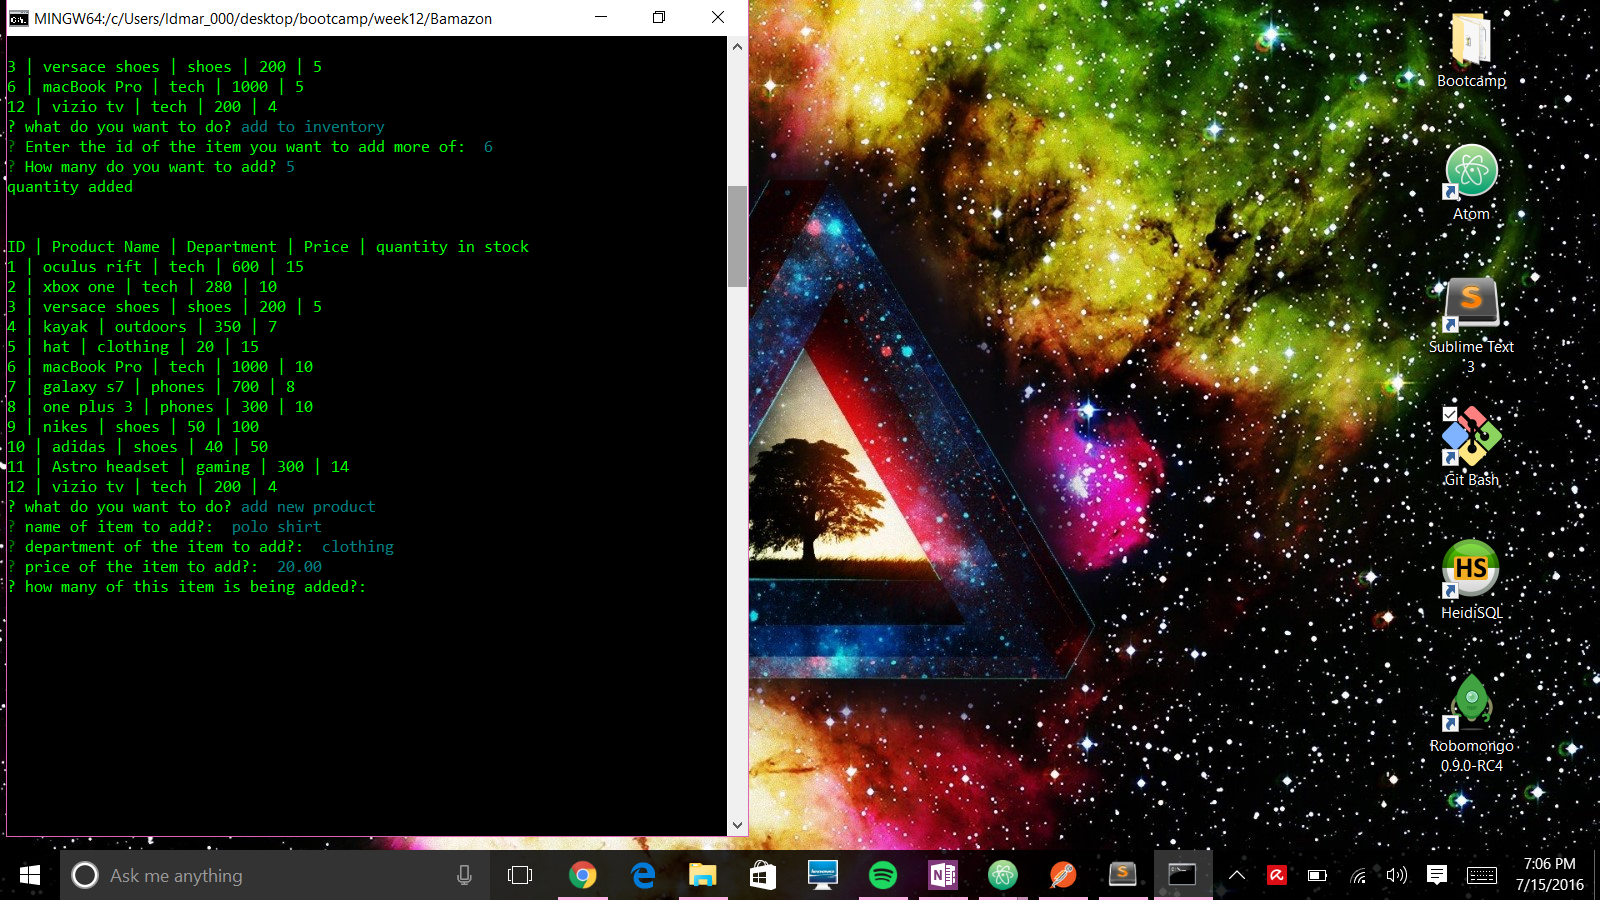 MINGW64:/c/Users/ldmar_000/desktop/bootcamp/week12/Bamazon
3 | versace shoes | shoes | 200 | 5
6 | macBook Pro | tech | 1000 | 5
12 | vizio tv | tech | 200 | 4
? what do you want to do? add to inventory
? Enter the id of the item you want to add more of:  6
? How many do you want to add? 5
quantity added
ID | Product Name | Department | Price | quantity in stock
1 | oculus rift | tech | 600 | 15
2 | xbox one | tech | 280 | 10
3 | versace shoes | shoes | 200 | 5
4 | kayak | outdoors | 350 | 7
5 | hat | clothing | 20 | 15
6 | macBook Pro | tech | 1000 | 10
7 | galaxy s7 | phones | 700 | 8
8 | one plus 3 | phones | 300 | 10
9 | nikes | shoes | 50 | 100
10 | adidas | shoes | 40 | 50
11 | Astro headset | gaming | 300 | 14
12 | vizio tv | tech | 200 | 4
? what do you want to do? add new product
? name of item to add?:  polo shirt
? department of the item to add?:  clothing
? price of the item to add?:  20.00
? how many of this item is being added?:
Bootcamp
Atom
S
Sublime Text
3
Git Bash
HS
HeidiSQL
Robomongo
0.9.0-RC4
Ask me anything
lenovo
N
S
7:06 PM
7/15/2016